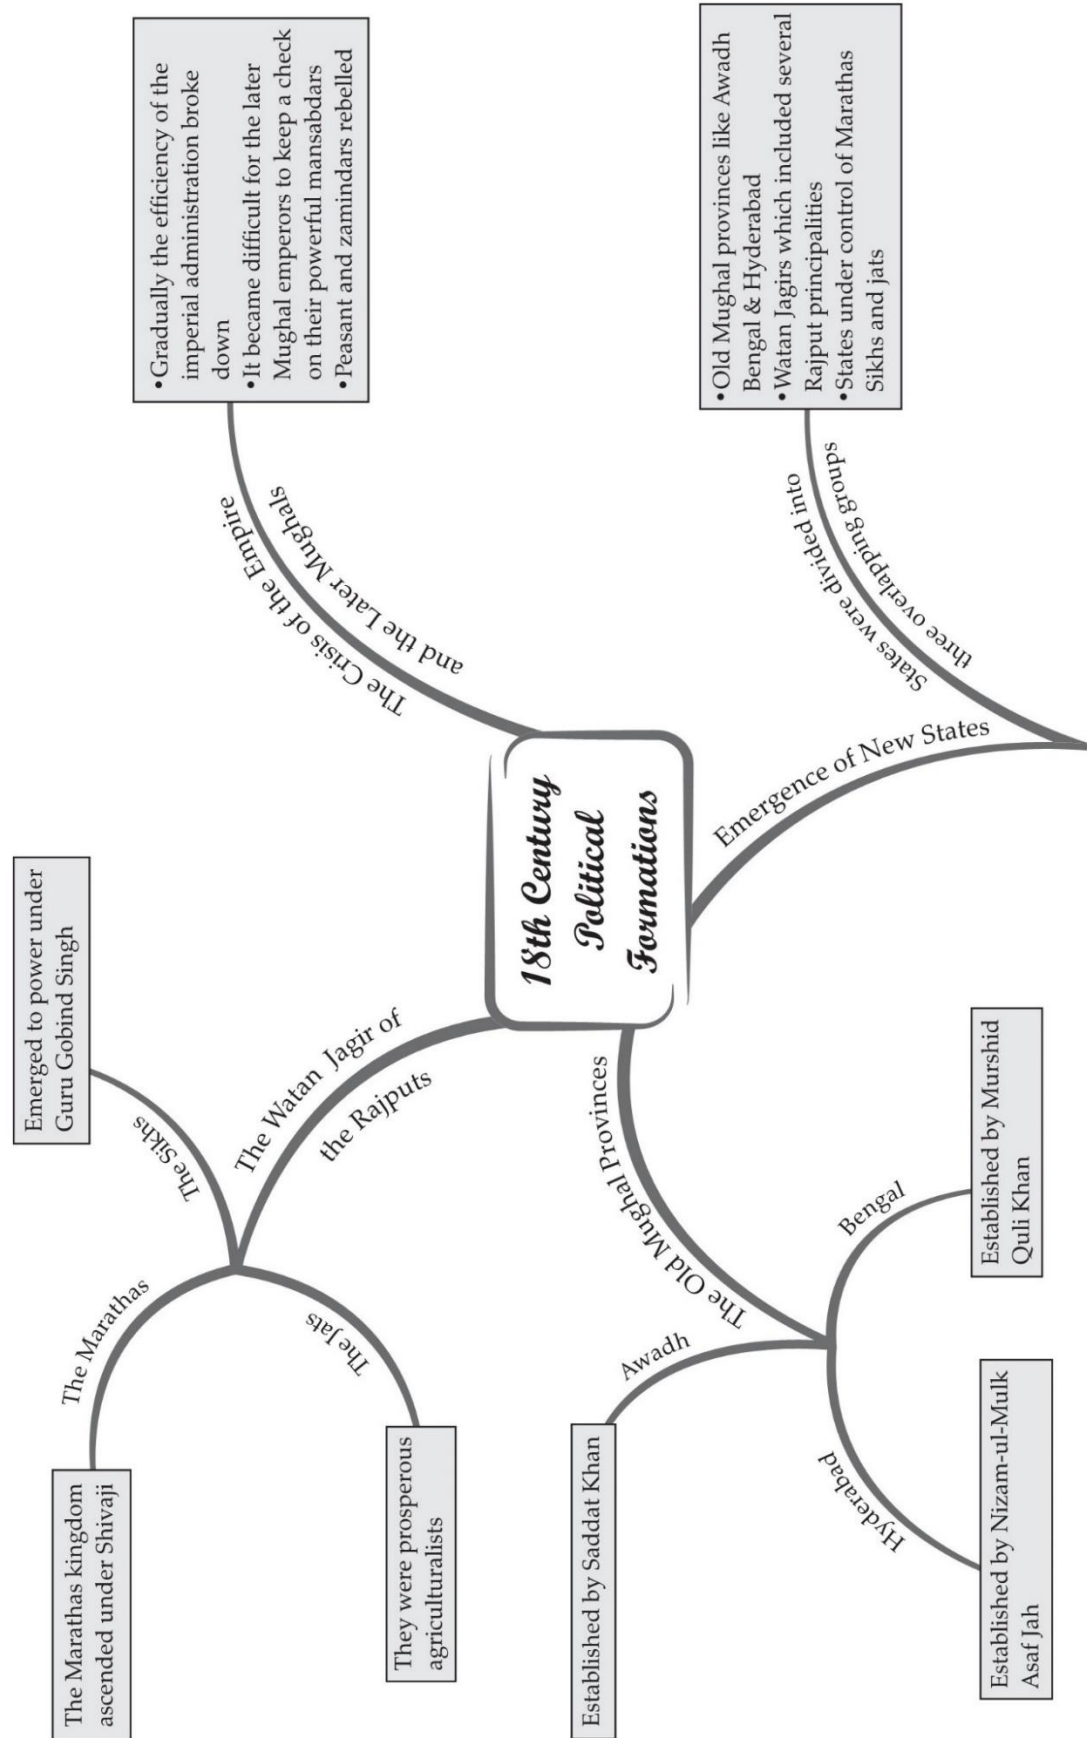 18th Century
Political
Formations
The Crisis of the Empire
and the Later Mughals
•Gradually the efficiency of the
imperial administration broke
down
•It became difficult for the later
Mughal emperors to keep a check
on their powerful mansabdars
•Peasant and zamindars rebelled
Emergence of New States
States were divided into
three overlapping groups
•Old Mughal provinces like Awadh
Bengal & Hyderabad
•Watan Jagirs which included several
Rajput principalities
•States under control of Marathas
Sikhs and jats
The Old Mughal Provinces
Awadh
Established by Saddat Khan
Bengal
Established by Murshid
Quli Khan
Hyderabad
Established by Nizam-ul-Mulk
Asaf Jah
The Watan Jagir of
the Rajputs
The Sikhs
Emerged to power under
Guru Gobind Singh
The Marathas
The Marathas kingdom
ascended under Shivaji
The Jats
They were prosperous
agriculturalists